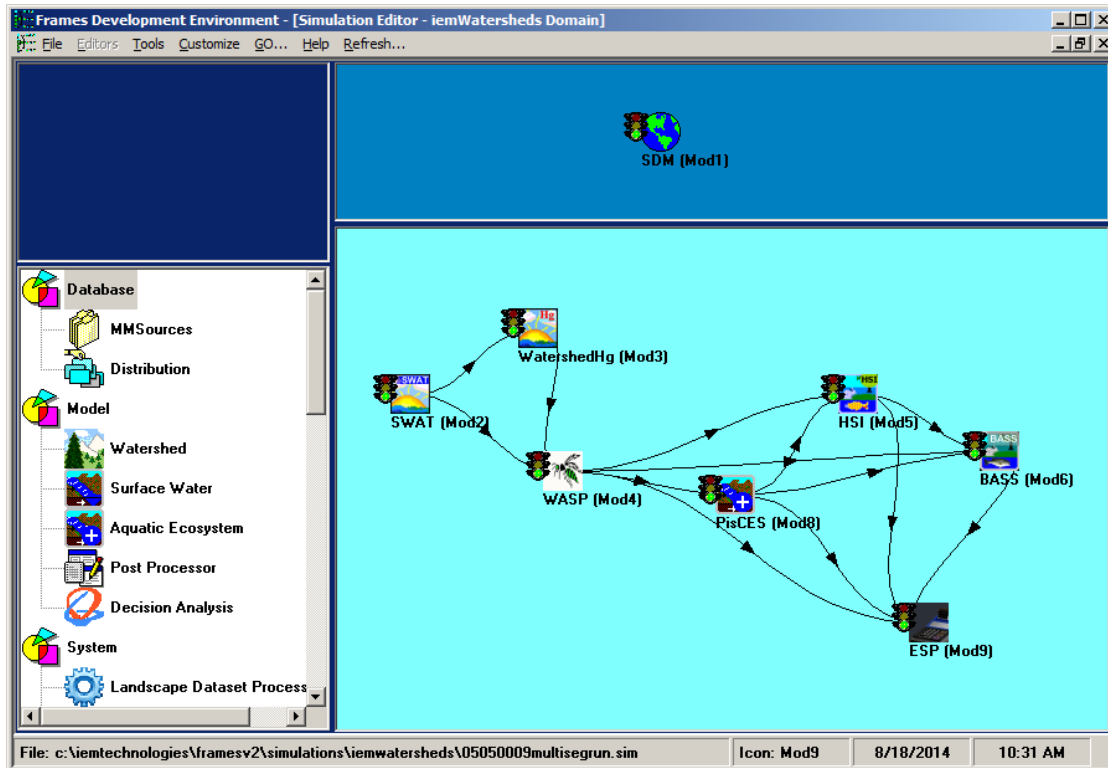 Frames Development Environment - [Simulation Editor - iemWatersheds Domain]
File Editors Tools Customize GO... Help Refresh...
SDM (Mod1)
Database
MMSources
Distribution
Model
Watershed
Surface Water
Aquatic Ecosystem
Post Processor
Decision Analysis
System
Landscape Dataset Process
Hg
WatershedHg (Mod3)
SWAT
SWAT (Mod2)
WASP (Mod4)
HSI
HSI (Mod5)
BASS
BASS (Mod6)
PisCES (Mod8)
ESP (Mod9)
File: c:\iemtechnologies\framesv2\simulations\iemwatersheds\05050009multisegrun.sim
Icon: Mod9
8/18/2014
10:31 AM